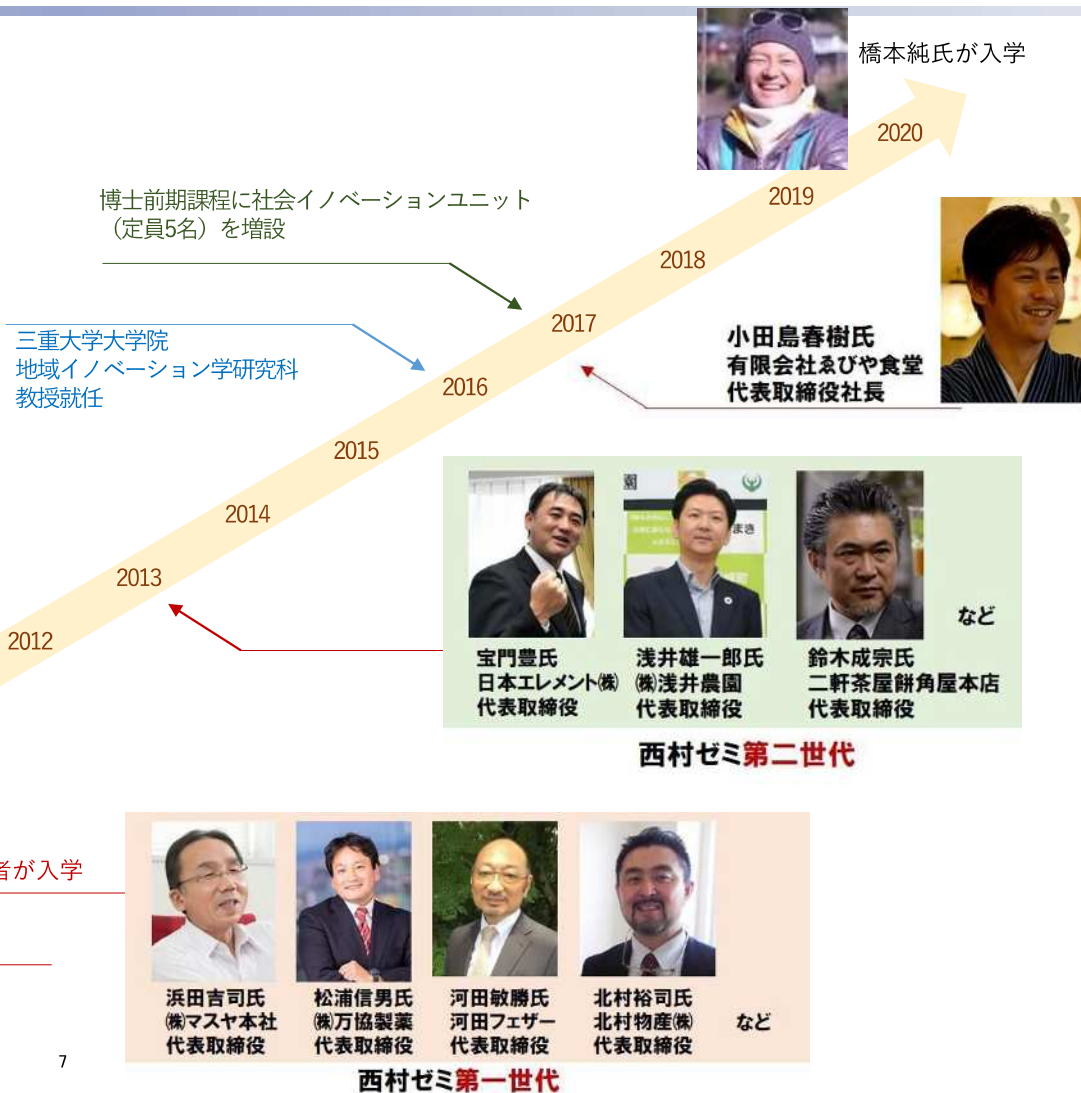 橋本純氏が入学
2020
2019
博士前期課程に社会イノベーションユニット
（定員5名）を増設
2018
2017
小田島春樹氏
有限会社ゑびや食堂
代表取締役社長
三重大学大学院
地域イノベーション学研究科
教授就任
2016
2015
2014
2013
2012
まき
など
宝門豊氏
日本エレメント㈱
代表取締役
浅井雄一郎氏
㈱浅井農園
代表取締役
鈴木成宗氏
二軒茶屋餅角屋本店
代表取締役
西村ゼミ第二世代
者が入学
浜田吉司氏
㈱マスヤ本社
代表取締役
松浦信男氏
㈱万協製薬
代表取締役
河田敏勝氏
河田フェザー
代表取締役
北村裕司氏
北村物産㈱
代表取締役
など
西村ゼミ第一世代
7